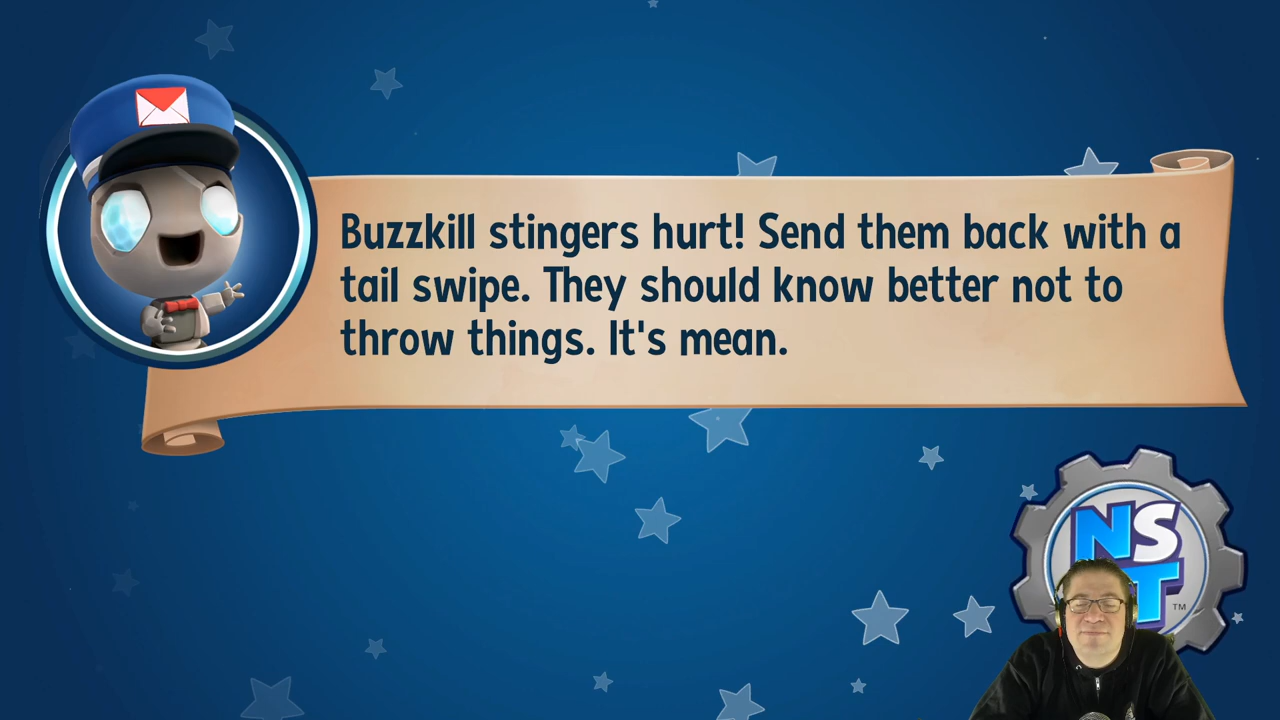 Buzzkill stingers hurt! Send them back with a
tail swipe. They should know better not to
throw things. It's mean.
NS
T
TM